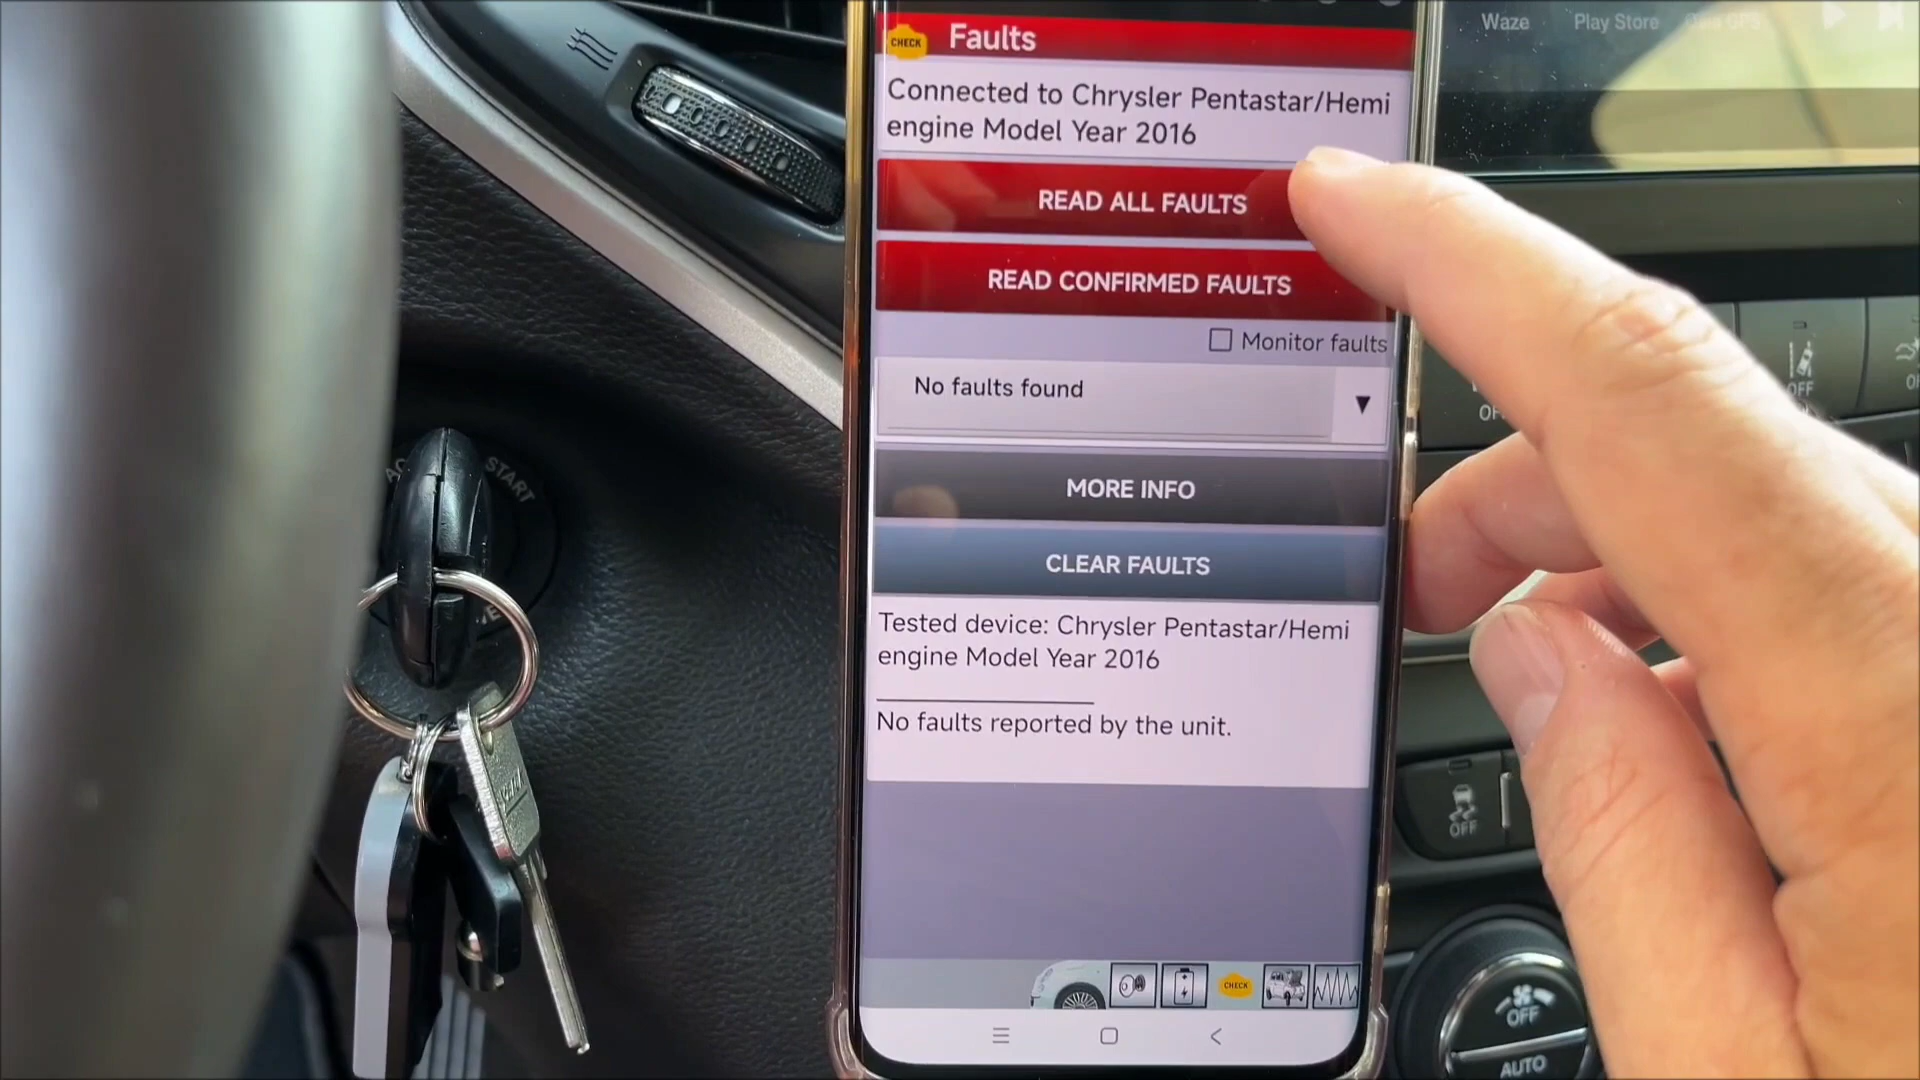 Waze
Play Store
CHECK
Faults
Connected to Chrysler Pentastar/Hemi
engine Model Year 2016
READ ALL FAULTS
READ CONFIRMED FAULTS
Monitor faults
No faults found
MORE INFO
CLEAR FAULTS
Tested device: Chrysler Pentastar/Hemi
engine Model Year 2016
No faults reported by the unit.
CHECK
START
OFF
OFF
OFF
AUTO